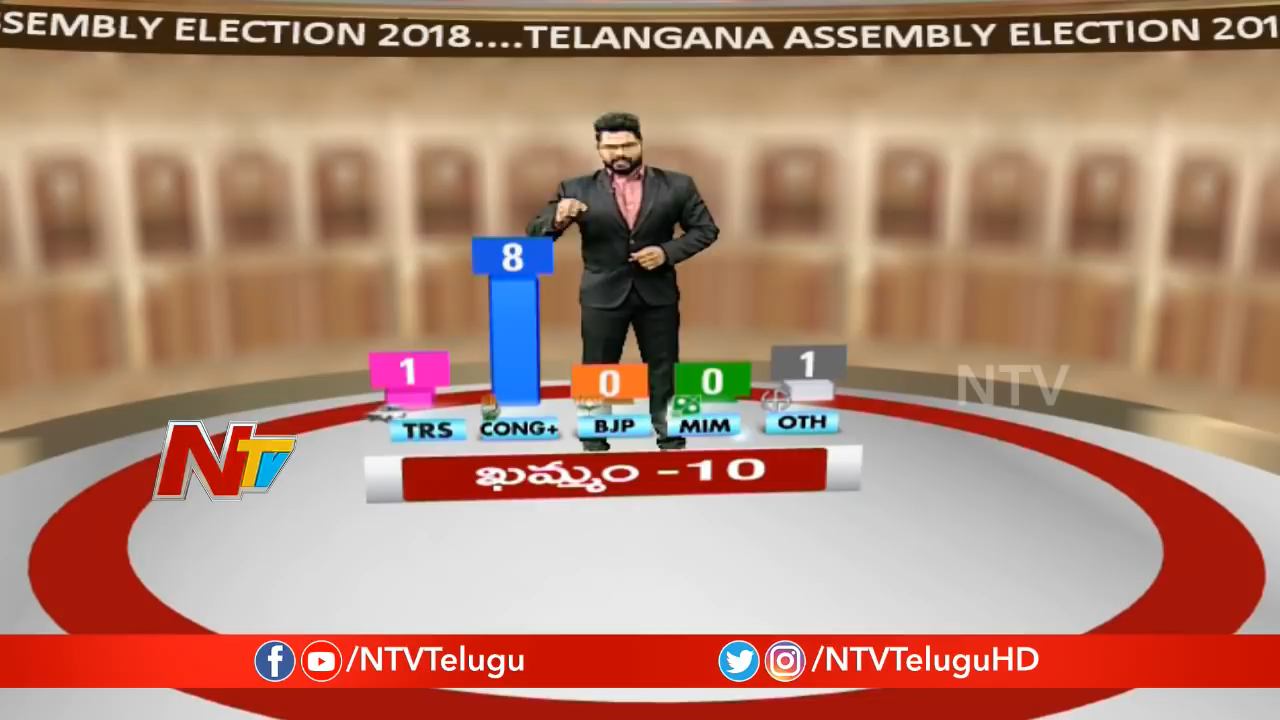 SSEMBLY ELECTION 2018....TELANGANA ASSEMBLY ELECTION 201
8
1
0
0
1
TRS CONG+ BJP MIM OTH
NTV
NTV
ఖమ్మం -10
/NTVTelugu
/NTVTeluguHD